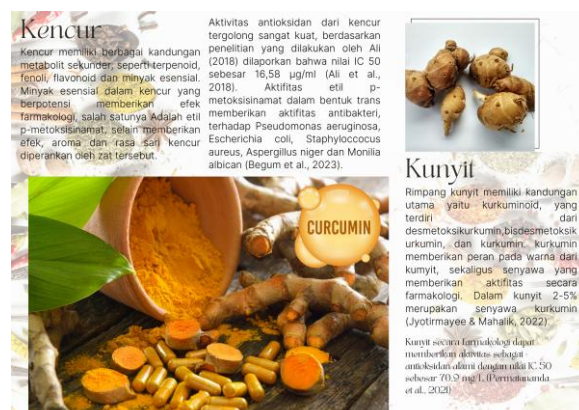 Kencur
Kencur memiliki berbagai kandungan
metabolit sekunder, seperti terpenoid,
fenoli, flavonoid dan minyak esensial.
Minyak esensial dalam kencur yang
berpotensi memberikan efek
farmakologi, salah satunya Adalah etil
p-metoksisinamat, selain memberikan
efek, aroma dan rasa sari kencur
diperankan oleh zat tersebut.
Aktivitas antioksidan dari kencur
tergolong sangat kuat, berdasarkan
penelitian yang dilakukan oleh Ali
(2018) dilaporkan bahwa nilai IC 50
sebesar 16,58 µg/ml (Ali et al.,
2018). Aktifitas etil p-
metoksisinamat dalam bentuk trans
memberikan aktifitas antibakteri,
terhadap Pseudomonas aeruginosa,
Escherichia coli, Staphyloccocus
aureus, Aspergillus niger dan Monilia
albican (Begum et al., 2023).
CURCUMIN
Kunyit
Rimpang kunyit memiliki kandungan
utama yaitu kurkuminoid, yang
terdiri dari
desmetoksikurkumin,bisdesmetoksik
urkumin, dan kurkumin. kurkumin
memberikan peran pada warna dari
kumyit, sekaligus senyawa yang
memberikan aktifitas secara
farmakologi. Dalam kunyit 2-5%
merupakan senyawa kurkumin
(Jyotirmayee & Mahalik, 2022).
Kunyit secara farmakologi dapat
memberikan aktivitas sebagai
antioksidan alami dengan nilai IC 50
sebesar 70.9 mg/L (Permatananda
et al., 2021)